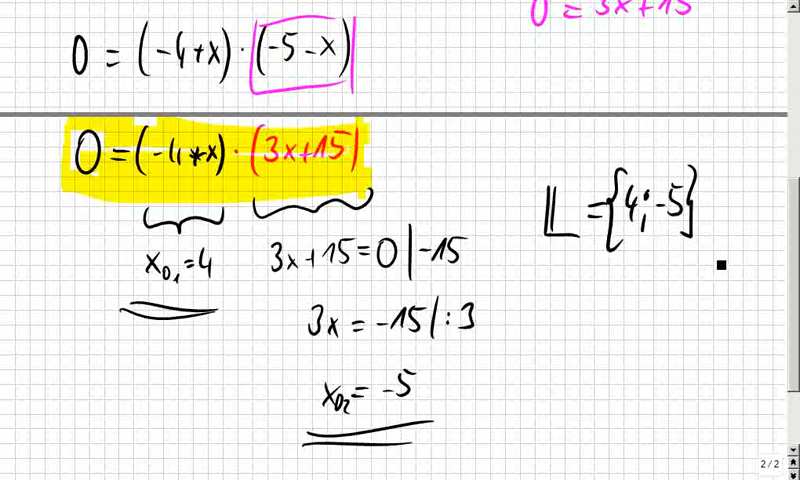 0 = 3x+15
0 = (-4+x) · (-5-x)
0 = (-4+x) · (3x+15)
𝕃 = {4; -5}
x₀₁ = 4
3x+15 = 0 | -15
3x = -15 | : 3
x₀₂ = -5
2/2